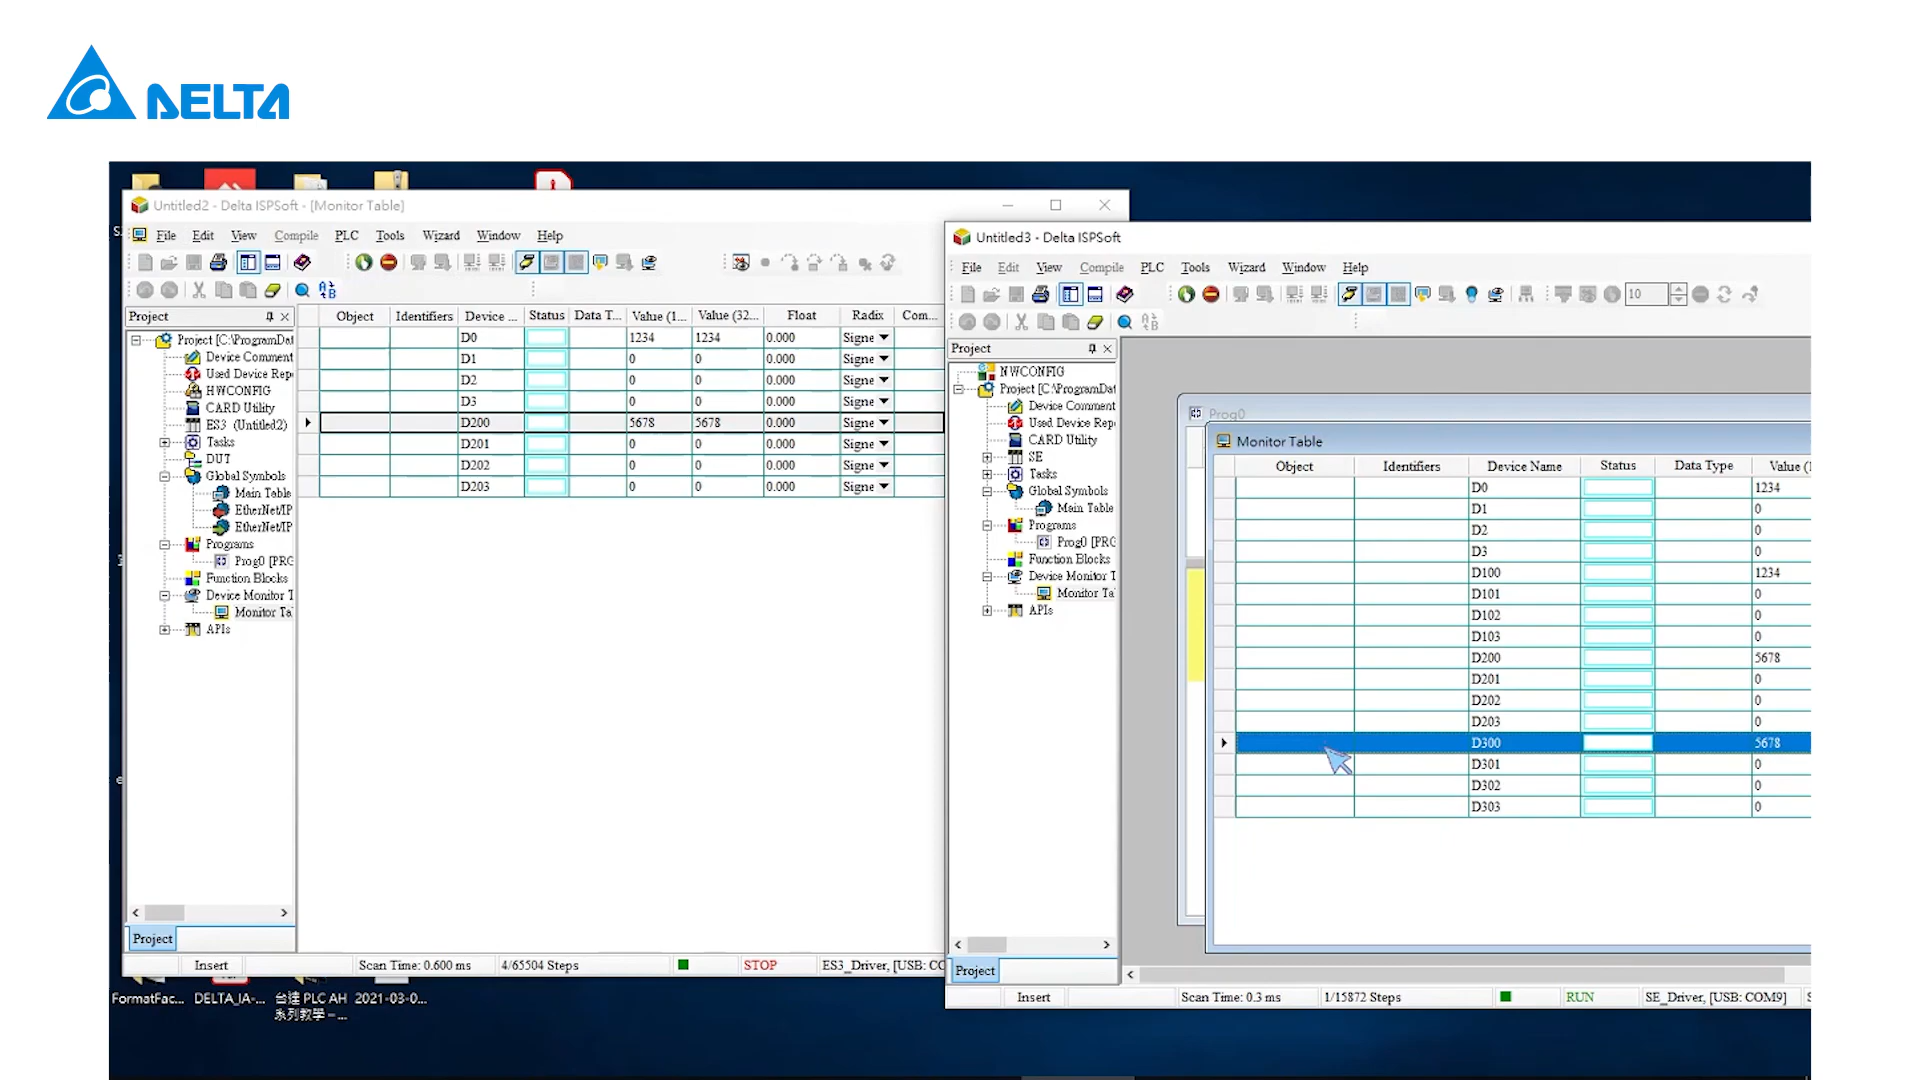 DELTA
Untitled2 - Delta ISPSoft - [Monitor Table]
File Edit View Compile PLC Tools Wizard Window Help
Project
Project [C:\ProgramDat
Device Comment
Used Device Rep
HWCONFIG
CARD Utility
ES3 (Untitled2)
Tasks
DUT
Global Symbols
Main Table
EtherNet/IP
EtherNet/IP
Programs
Prog0 [PRG
Function Blocks
Device Monitor T
Monitor Ta
APIs
Project
Object Identifiers Device ... Status Data T... Value (1... Value (32... Float Radix Com...
D0 1234 1234 0.000 Signe
D1 0 0 0.000 Signe
D2 0 0 0.000 Signe
D3 0 0 0.000 Signe
D200 5678 5678 0.000 Signe
D201 0 0 0.000 Signe
D202 0 0 0.000 Signe
D203 0 0 0.000 Signe
Insert Scan Time: 0.600 ms 4/65504 Steps STOP ES3_Driver, [USB: CO
Untitled3 - Delta ISPSoft
File Edit View Compile PLC Tools Wizard Window Help
10
Project
NWCONFIG
Project [C:\ProgramDat
Device Comment
Used Device Rep
CARD Utility
SE
Tasks
Global Symbols
Main Table
Programs
Prog0 [PRG
Function Blocks
Device Monitor T
Monitor Ta
APIs
Project
Prog0
Monitor Table
Object Identifiers Device Name Status Data Type Value (1
D0 1234
D1 0
D2 0
D3 0
D100 1234
D101 0
D102 0
D103 0
D200 5678
D201 0
D202 0
D203 0
D300 5678
D301 0
D302 0
D303 0
Insert Scan Time: 0.3 ms 1/15872 Steps RUN SE_Driver, [USB: COM9]
FormatFac... DELTA_IA-... 台達 PLC AH 2021-03-0...
系列教學－...